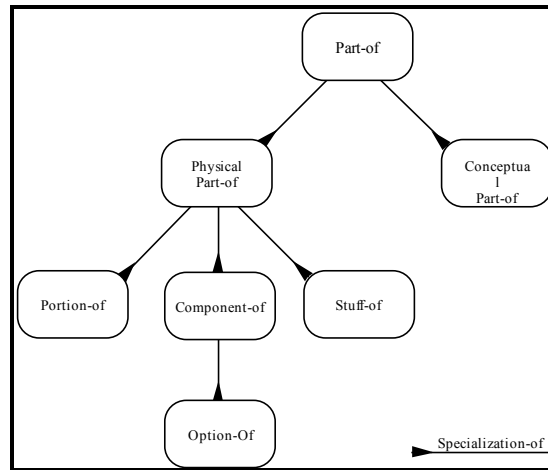 Part-of
Physical
Part-of
Conceptua
l
Part-of
Portion-of
Component-of
Stuff-of
Option-Of
Specialization-of